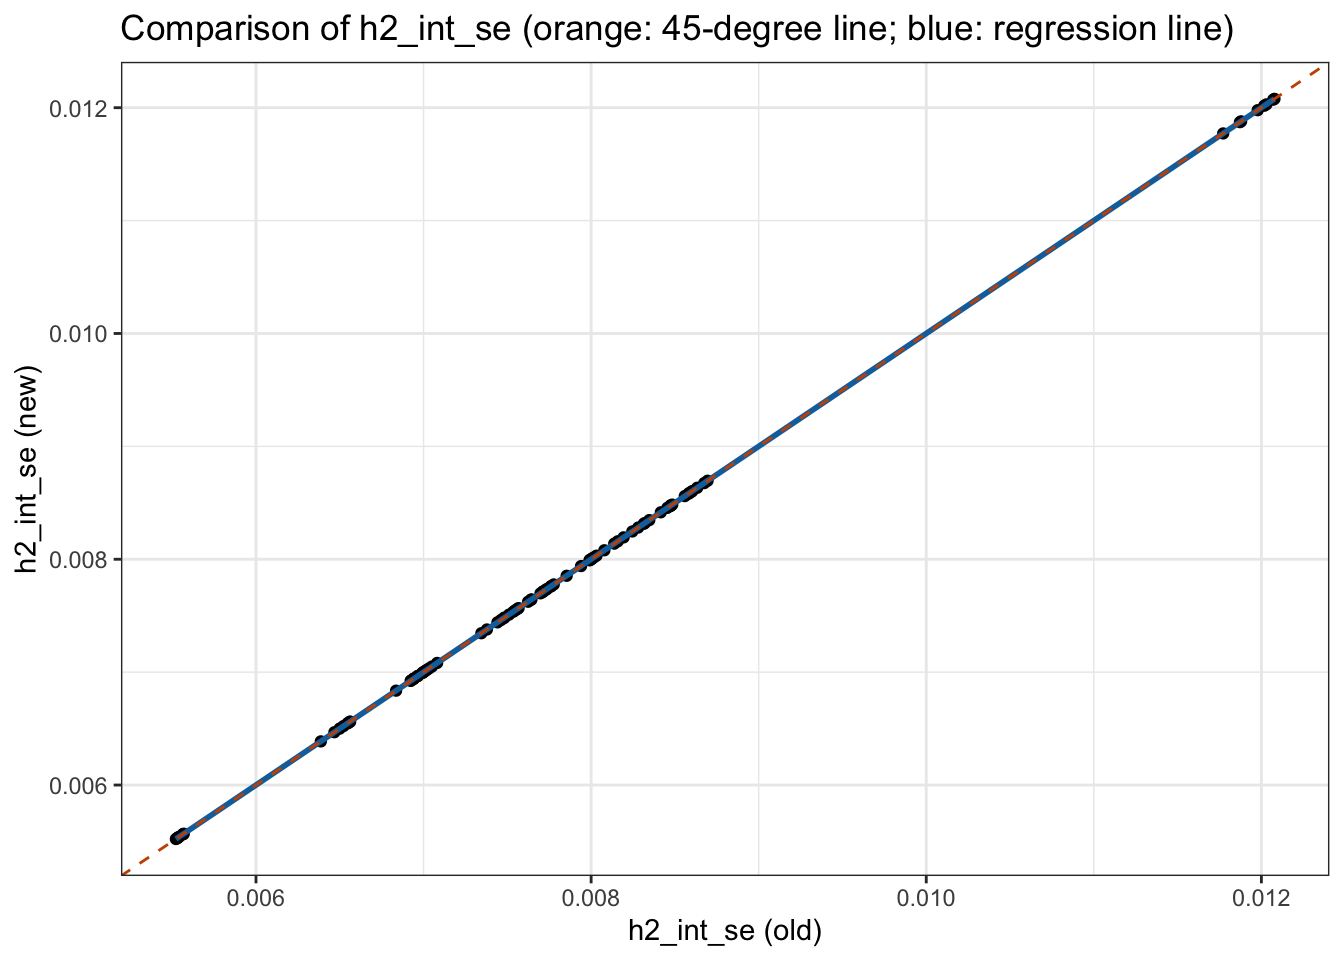 Comparison of h2_int_se (orange: 45-degree line; blue: regression line)
0.012
0.010
0.008
0.006
h2_int_se (new)
0.006 0.008 0.010 0.012
h2_int_se (old)